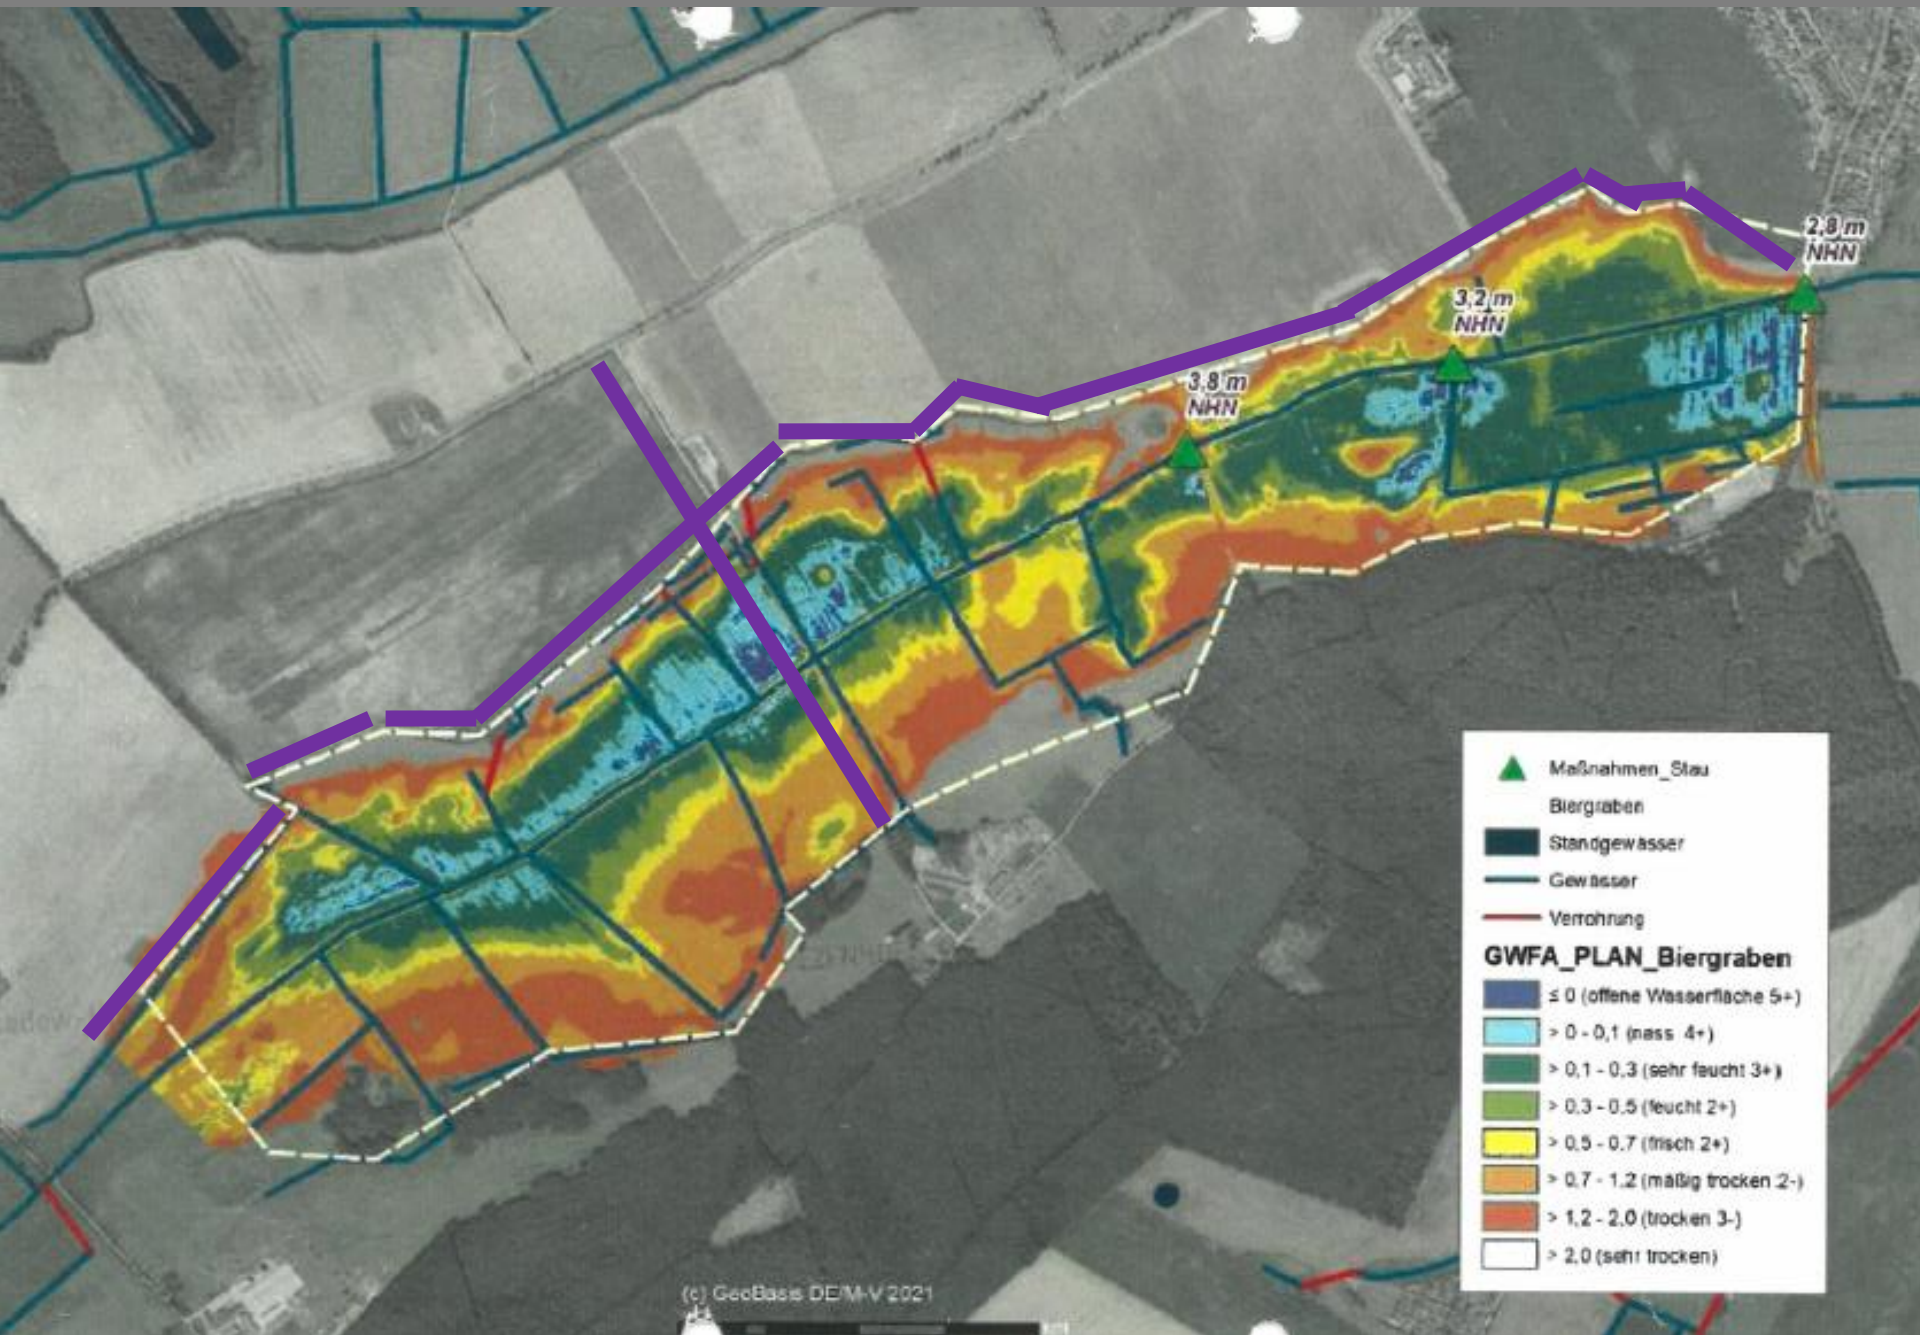 2,8 m
NHN
3,2 m
NHN
3,8 m
NHN
Maßnahmen_Stau
Biergraben
Standgewässer
Gewässer
Verrohrung
GWFA_PLAN_Biergraben
≤ 0 (offene Wasserfläche 5+)
> 0 - 0,1 (nass 4+)
> 0,1 - 0,3 (sehr feucht 3+)
> 0,3 - 0,5 (feucht 2+)
> 0,5 - 0,7 (frisch 2+)
> 0,7 - 1,2 (mäßig trocken 2-)
> 1,2 - 2,0 (trocken 3-)
> 2,0 (sehr trocken)
(c) GeoBasis DE/M-V 2021